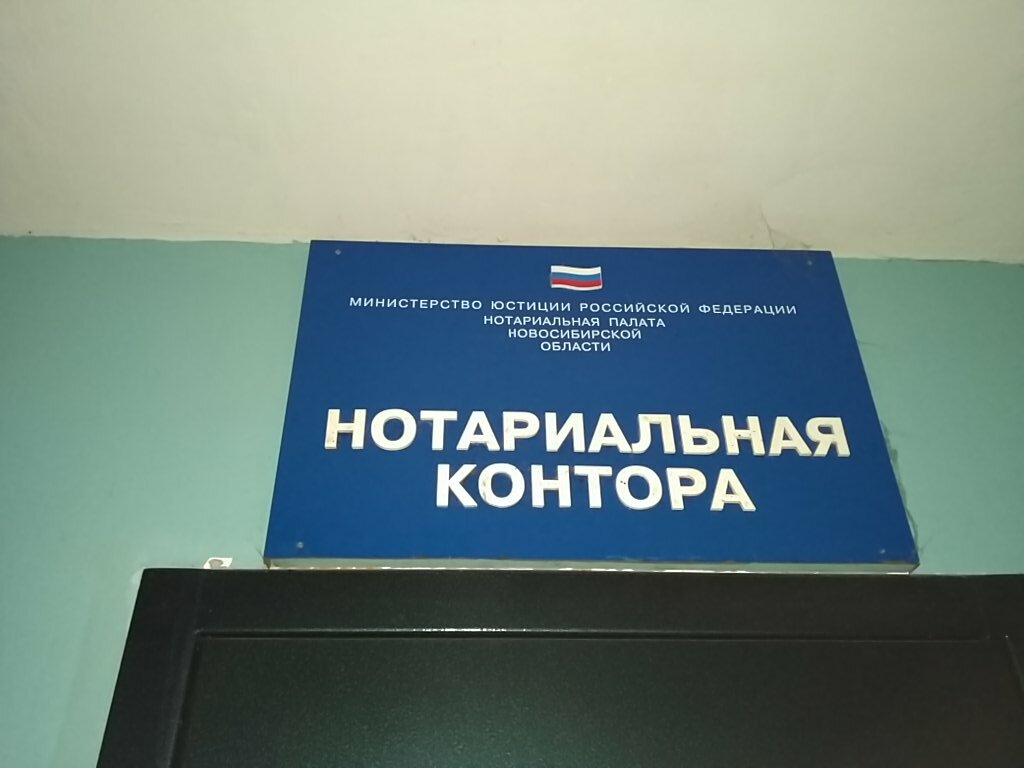 МИНИСТЕРСТВО ЮСТИЦИИ РОССИЙСКОЙ ФЕДЕРАЦИИ
НОТАРИАЛЬНАЯ ПАЛАТА
НОВОСИБИРСКОЙ
ОБЛАСТИ
НОТАРИАЛЬНАЯ
КОНТОРА